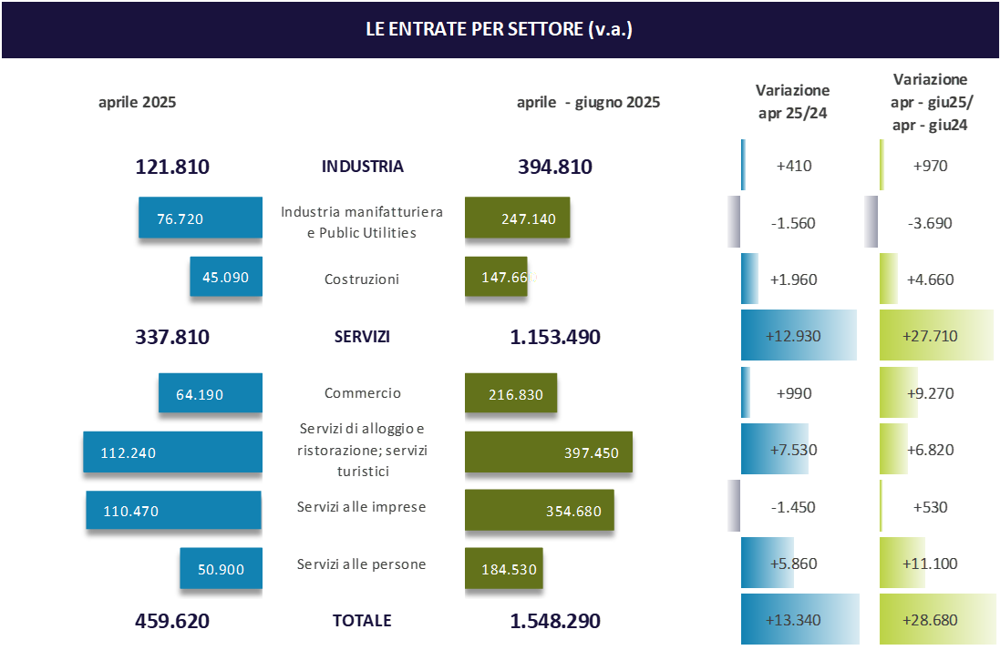 LE ENTRATE PER SETTORE (v.a.)
aprile 2025
aprile - giugno 2025
Variazione
apr 25/24
Variazione
apr - giu25/
apr - giu24
121.810 INDUSTRIA 394.810 +410 +970
76.720 Industria manifatturiera 247.140 -1.560 -3.690
e Public Utilities
45.090 Costruzioni 147.660 +1.960 +4.660
337.810 SERVIZI 1.153.490 +12.930 +27.710
64.190 Commercio 216.830 +990 +9.270
Servizi di alloggio e
112.240 ristorazione; servizi 397.450 +7.530 +6.820
turistici
110.470 Servizi alle imprese 354.680 -1.450 +530
50.900 Servizi alle persone 184.530 +5.860 +11.100
459.620 TOTALE 1.548.290 +13.340 +28.680